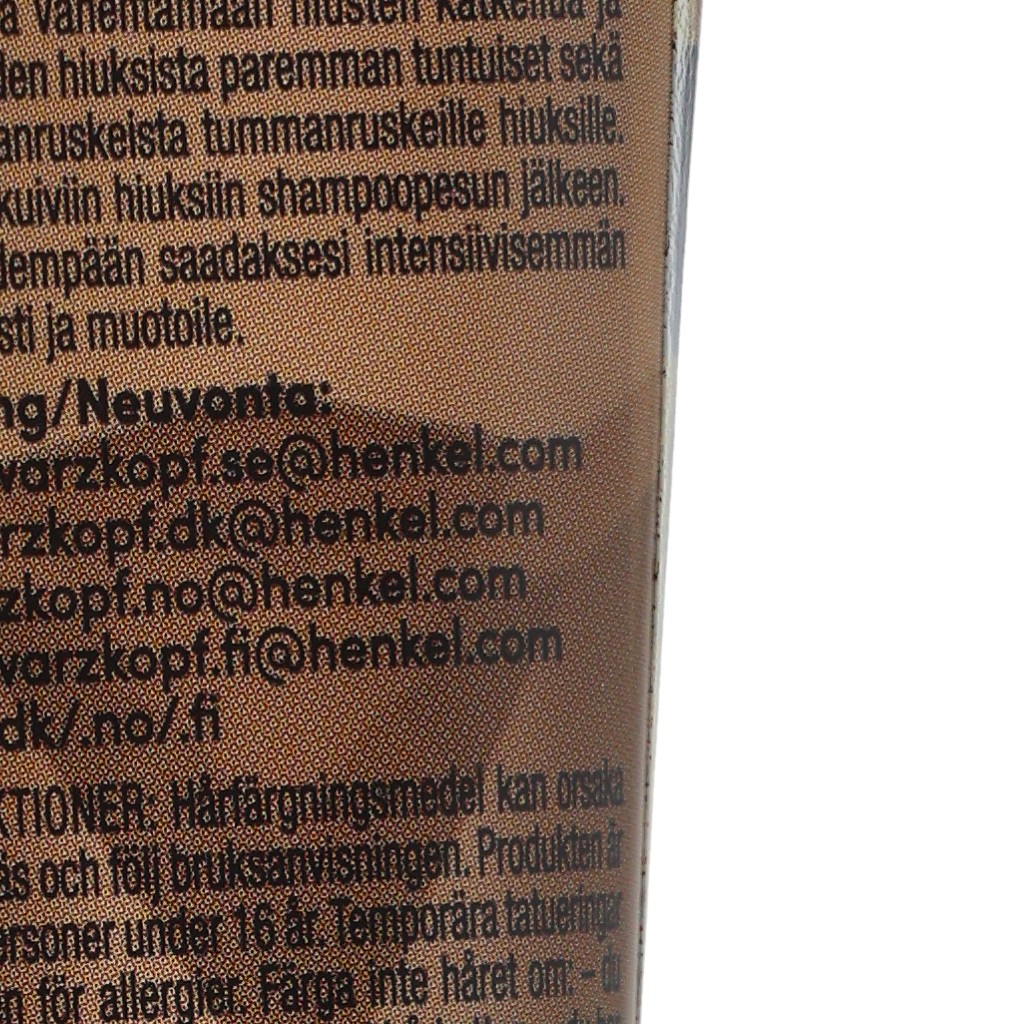 vähentämään hiusten katkeilua ja
den hiuksista paremman tuntuiset sekä
anruskeista tummanruskeille hiuksille.
kuiviin hiuksiin shampoopesun jälkeen.
dempään saadaksesi intensiivisemmän
sti ja muotoile.
ng/Neuvonta:
varzkopf.se@henkel.com
rzkopf.dk@henkel.com
zkopf.no@henkel.com
varzkopf.fi@henkel.com
dk/.no/.fi
KTIONER: Hårfärgningsmedel kan orsaka
äs och följ bruksanvisningen. Produkten är
ersoner under 16 år. Temporära tatueringar
n för allergier. Färga inte håret om: – du